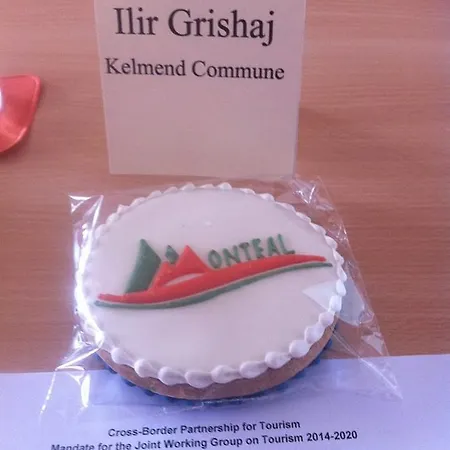 Ilir Grishaj
Kelmend Commune
MONTEAL
Cross-Border Partnership for Tourism
Mandate for the Joint Working Group on Tourism 2014-2020